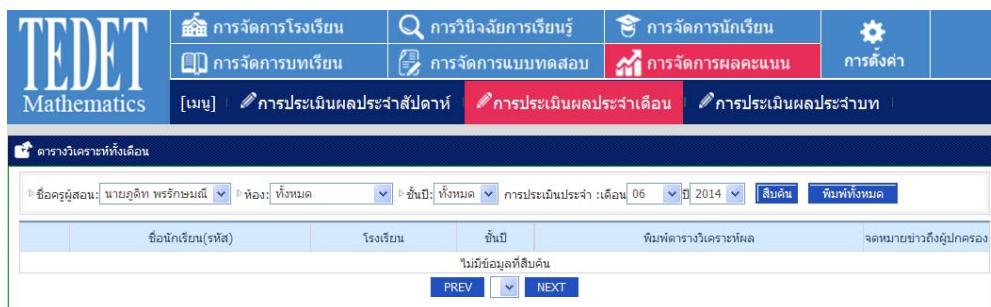 TEDET
Mathematics
การจัดการโรงเรียน
การวินิจฉัยการเรียนรู้
การจัดการนักเรียน
การจัดการบทเรียน
การจัดการแบบทดสอบ
การจัดการผลคะแนน
การตั้งค่า
[เมนู] การประเมินผลประจำสัปดาห์ การประเมินผลประจำเดือน การประเมินผลประจำบท
ตารางวิเคราะห์ทั้งเดือน
ชื่อครูผู้สอน: นายภูดิท พรรักษมณี ห้อง: ทั้งหมด ชั้นปี: ทั้งหมด การประเมินประจำ :เดือน 06 ปี 2014 สืบค้น พิมพ์ทั้งหมด
ชื่อนักเรียน(รหัส) โรงเรียน ชั้นปี พิมพ์ตารางวิเคราะห์ผล จดหมายข่าวถึงผู้ปกครอง
ไม่มีข้อมูลที่สืบค้น
PREV NEXT